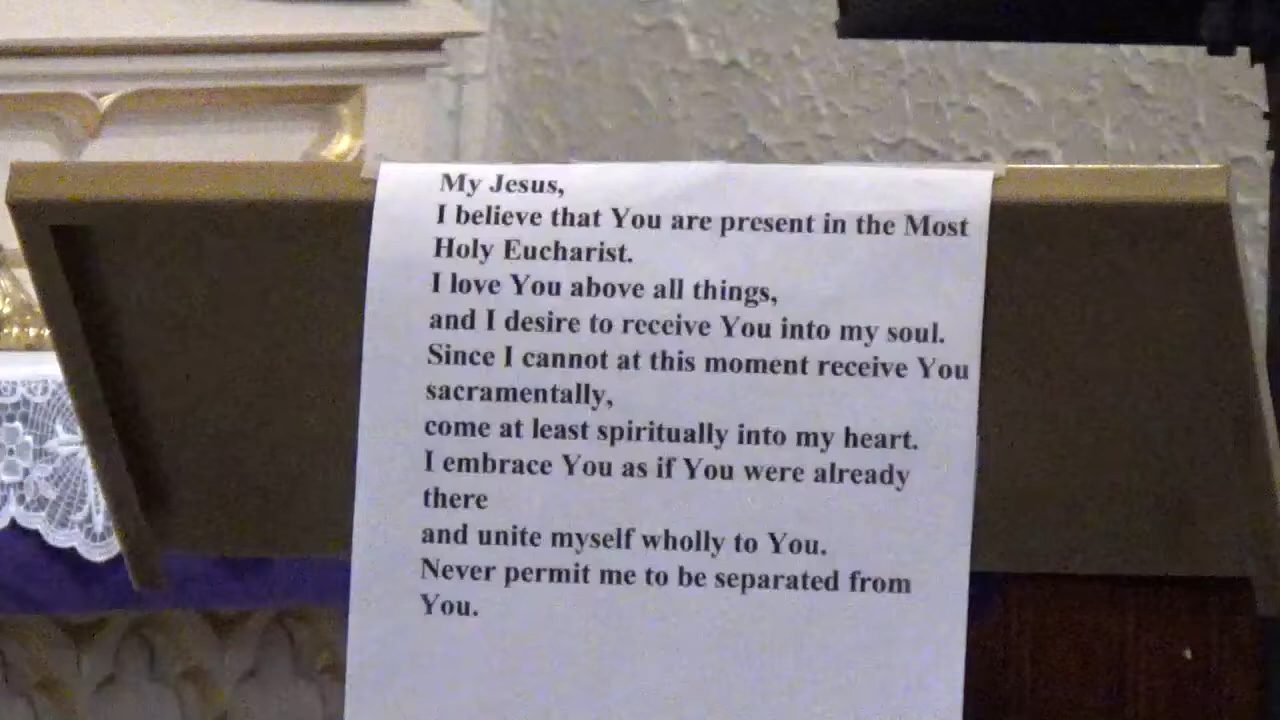 My Jesus,
I believe that You are present in the Most
Holy Eucharist.
I love You above all things,
and I desire to receive You into my soul.
Since I cannot at this moment receive You
sacramentally,
come at least spiritually into my heart.
I embrace You as if You were already
there
and unite myself wholly to You.
Never permit me to be separated from
You.